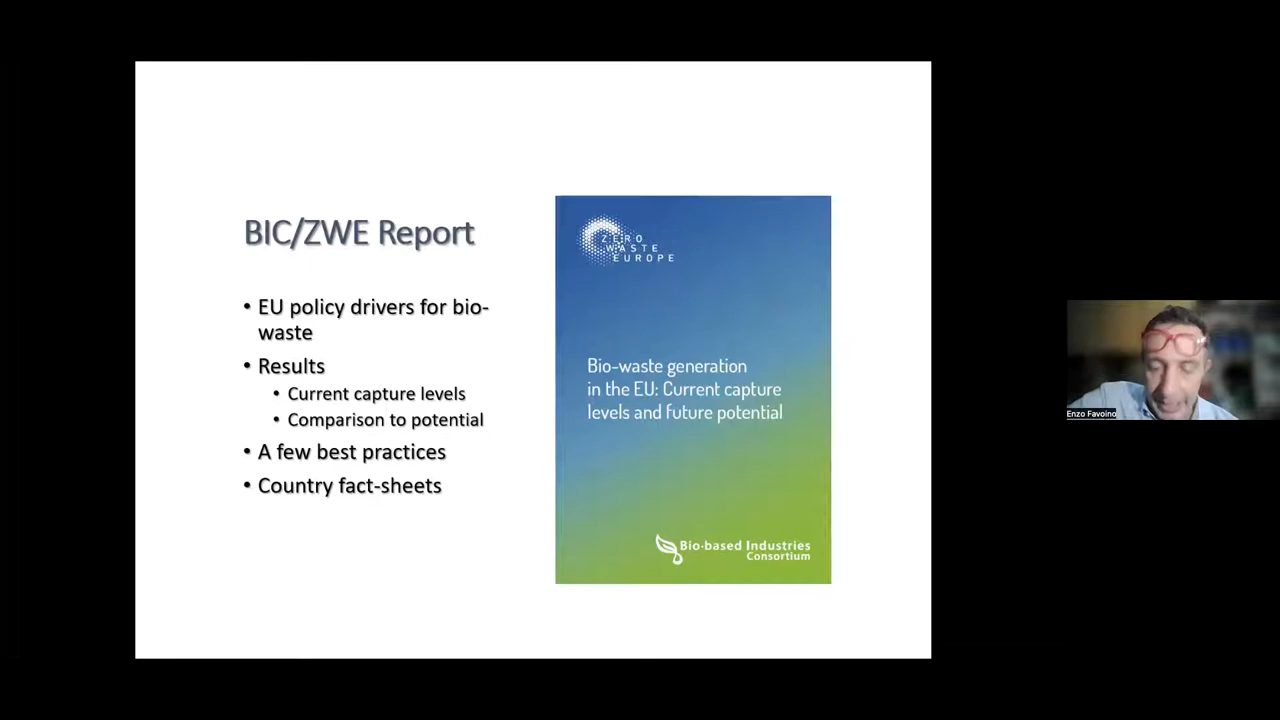 BIC/ZWE Report
• EU policy drivers for bio-
waste
• Results
• Current capture levels
• Comparison to potential
• A few best practices
• Country fact-sheets
ZERO
WASTE
EUROPE
Bio-waste generation
in the EU: Current capture
levels and future potential
Bio-based Industries
Consortium
Enzo Favoino